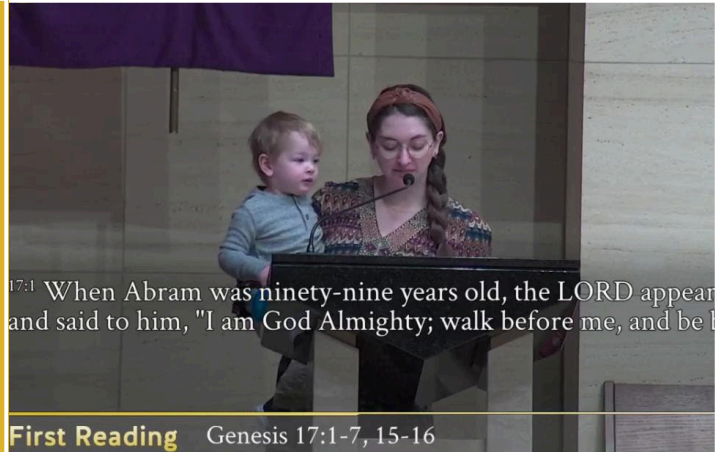 17:1 When Abram was ninety-nine years old, the LORD appear
and said to him, "I am God Almighty; walk before me, and be
First Reading Genesis 17:1-7, 15-16